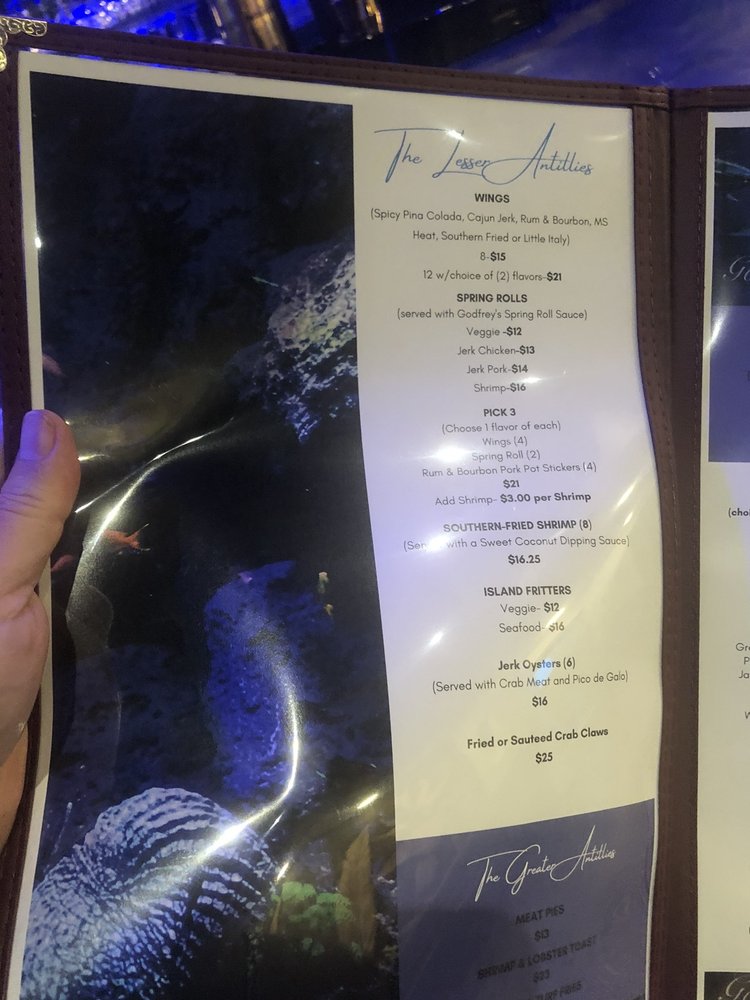 The Lesser Antillies
WINGS
(Spicy Pina Colada, Cajun Jerk, Rum & Bourbon, MS
Heat, Southern Fried or Little Italy)
8-$15
12 w/choice of (2) flavors-$21
SPRING ROLLS
(served with Godfrey's Spring Roll Sauce)
Veggie -$12
Jerk Chicken-$13
Jerk Pork-$14
Shrimp-$16
PICK 3
(Choose 1 flavor of each)
Wings (4)
Spring Roll (2)
Rum & Bourbon Pork Pot Stickers (4)
$21
Add Shrimp- $3.00 per Shrimp
SOUTHERN-FRIED SHRIMP (8)
with a Sweet Coconut Dipping Sauce)
$16.25
ISLAND FRITTERS
Veggie- $12
Seafood- $16
Jerk Oysters (6)
(Served with Crab Meat and Pico de Galo)
$16
Fried or Sauteed Crab Claws
$25
The Greater Antillies
MEAT PIES
$13
SHRIMP & LOBSTER TOAST
$23
FRIES